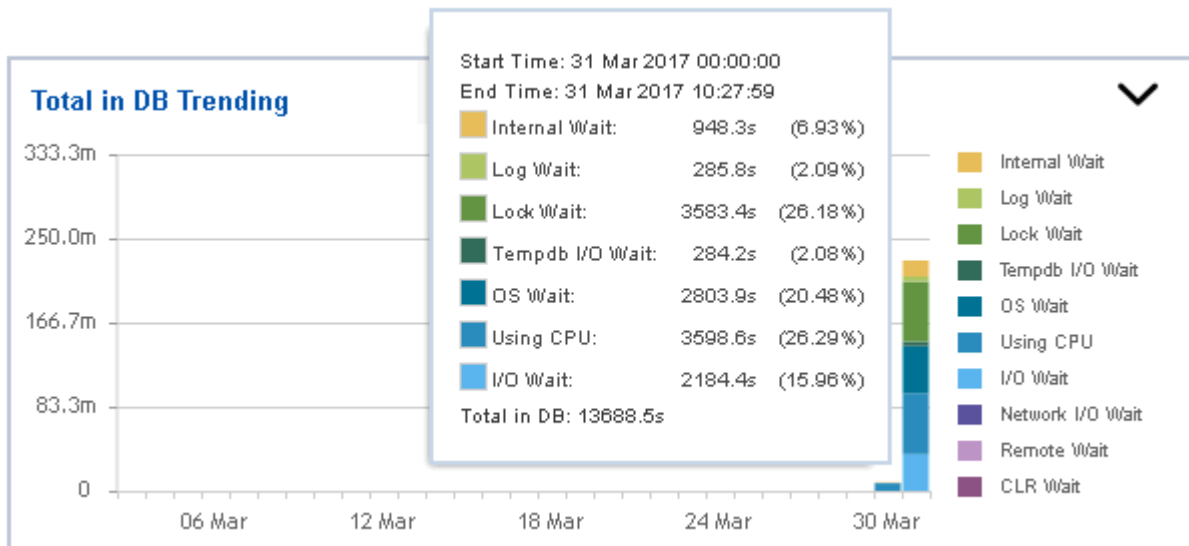 Start Time: 31 Mar 2017 00:00:00
End Time: 31 Mar 2017 10:27:59
Internal Wait: 948.3s (6.93%)
Log Wait: 285.8s (2.09%)
Lock Wait: 3583.4s (26.18%)
Tempdb I/O Wait: 284.2s (2.08%)
OS Wait: 2803.9s (20.48%)
Using CPU: 3598.6s (26.29%)
I/O Wait: 2184.4s (15.96%)
Total in DB: 13688.5s
Total in DB Trending
333.3m
250.0m
166.7m
83.3m
0
06 Mar
12 Mar
18 Mar
24 Mar
30 Mar
Internal Wait
Log Wait
Lock Wait
Tempdb I/O Wait
OS Wait
Using CPU
I/O Wait
Network I/O Wait
Remote Wait
CLR Wait